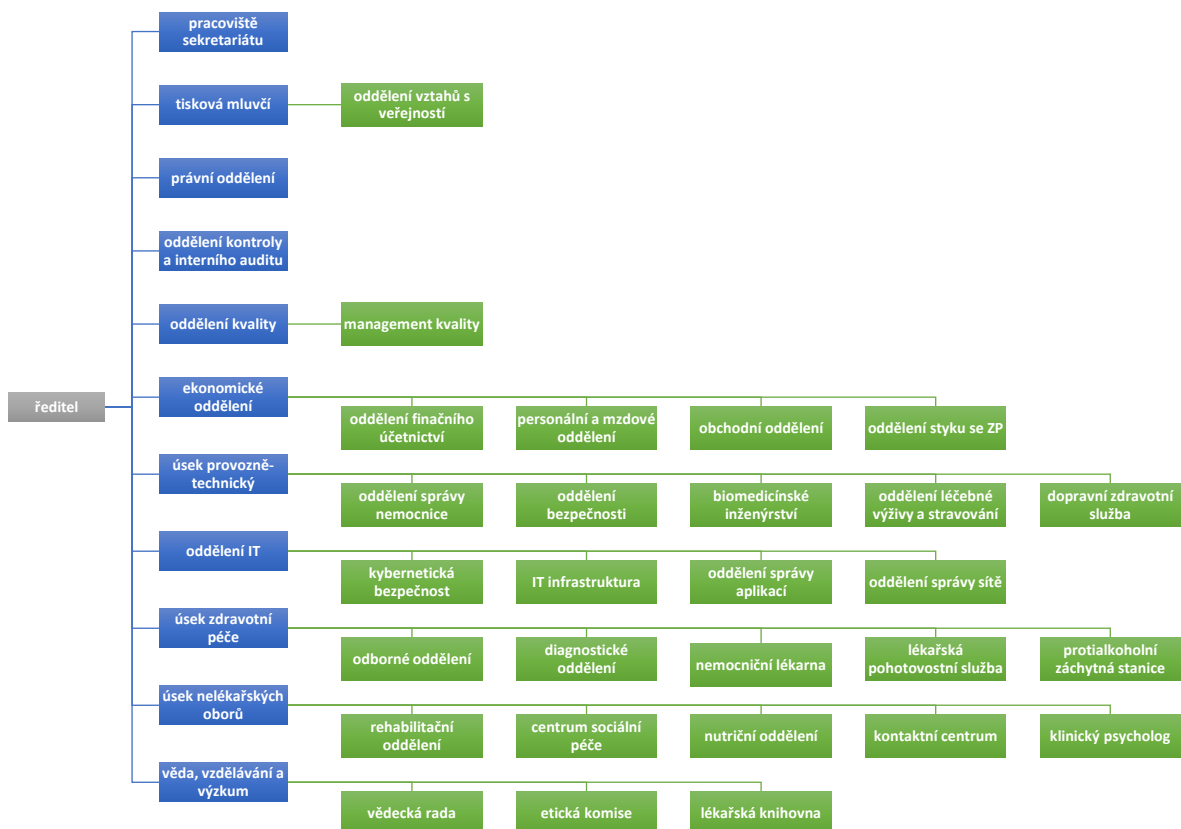 pracoviště
sekretariátu
tisková mluvčí
oddělení vztahů s
veřejností
právní oddělení
oddělení kontroly
a interního auditu
oddělení kvality
management kvality
ředitel
ekonomické
oddělení
oddělení finačního
účetnictví
personální a mzdové
oddělení
obchodní oddělení
oddělení styku se ZP
úsek provozně-
technický
oddělení správy
nemocnice
oddělení
bezpečnosti
biomedicínské
inženýrství
oddělení léčebné
výživy a stravování
dopravní zdravotní
služba
oddělení IT
kybernetická
bezpečnost
IT infrastruktura
oddělení správy
aplikací
oddělení správy sítě
úsek zdravotní
péče
odborné oddělení
diagnostické
oddělení
nemocniční lékarna
lékařská
pohotovostní služba
protialkoholní
záchytná stanice
úsek nelékařských
oborů
rehabilitační
oddělení
centrum sociální
péče
nutriční oddělení
kontaktní centrum
klinický psycholog
věda, vzdělávání a
výzkum
vědecká rada
etická komise
lékařská knihovna